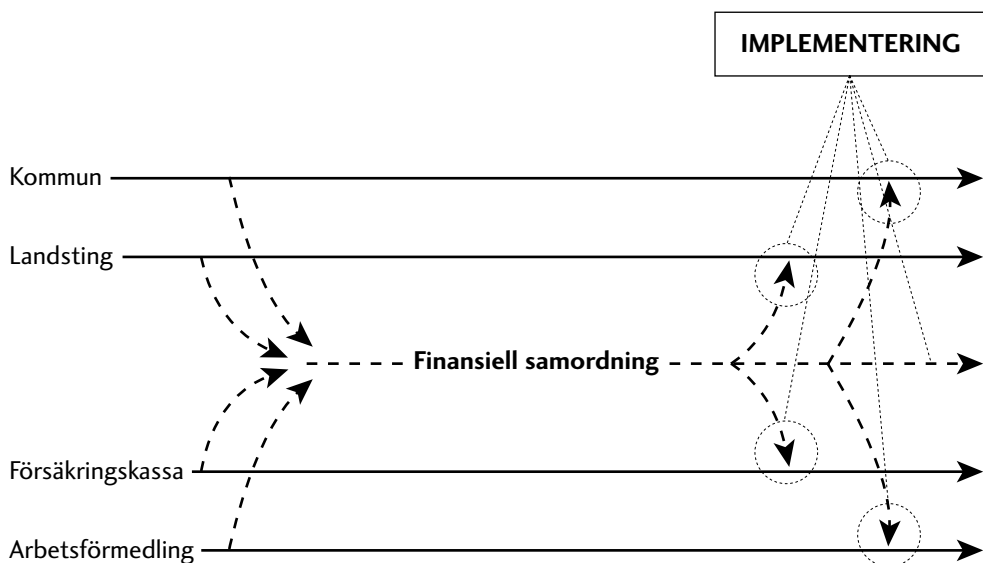 IMPLEMENTERING
Kommun
Landsting
Finansiell samordning
Försäkringskassa
Arbetsförmedling